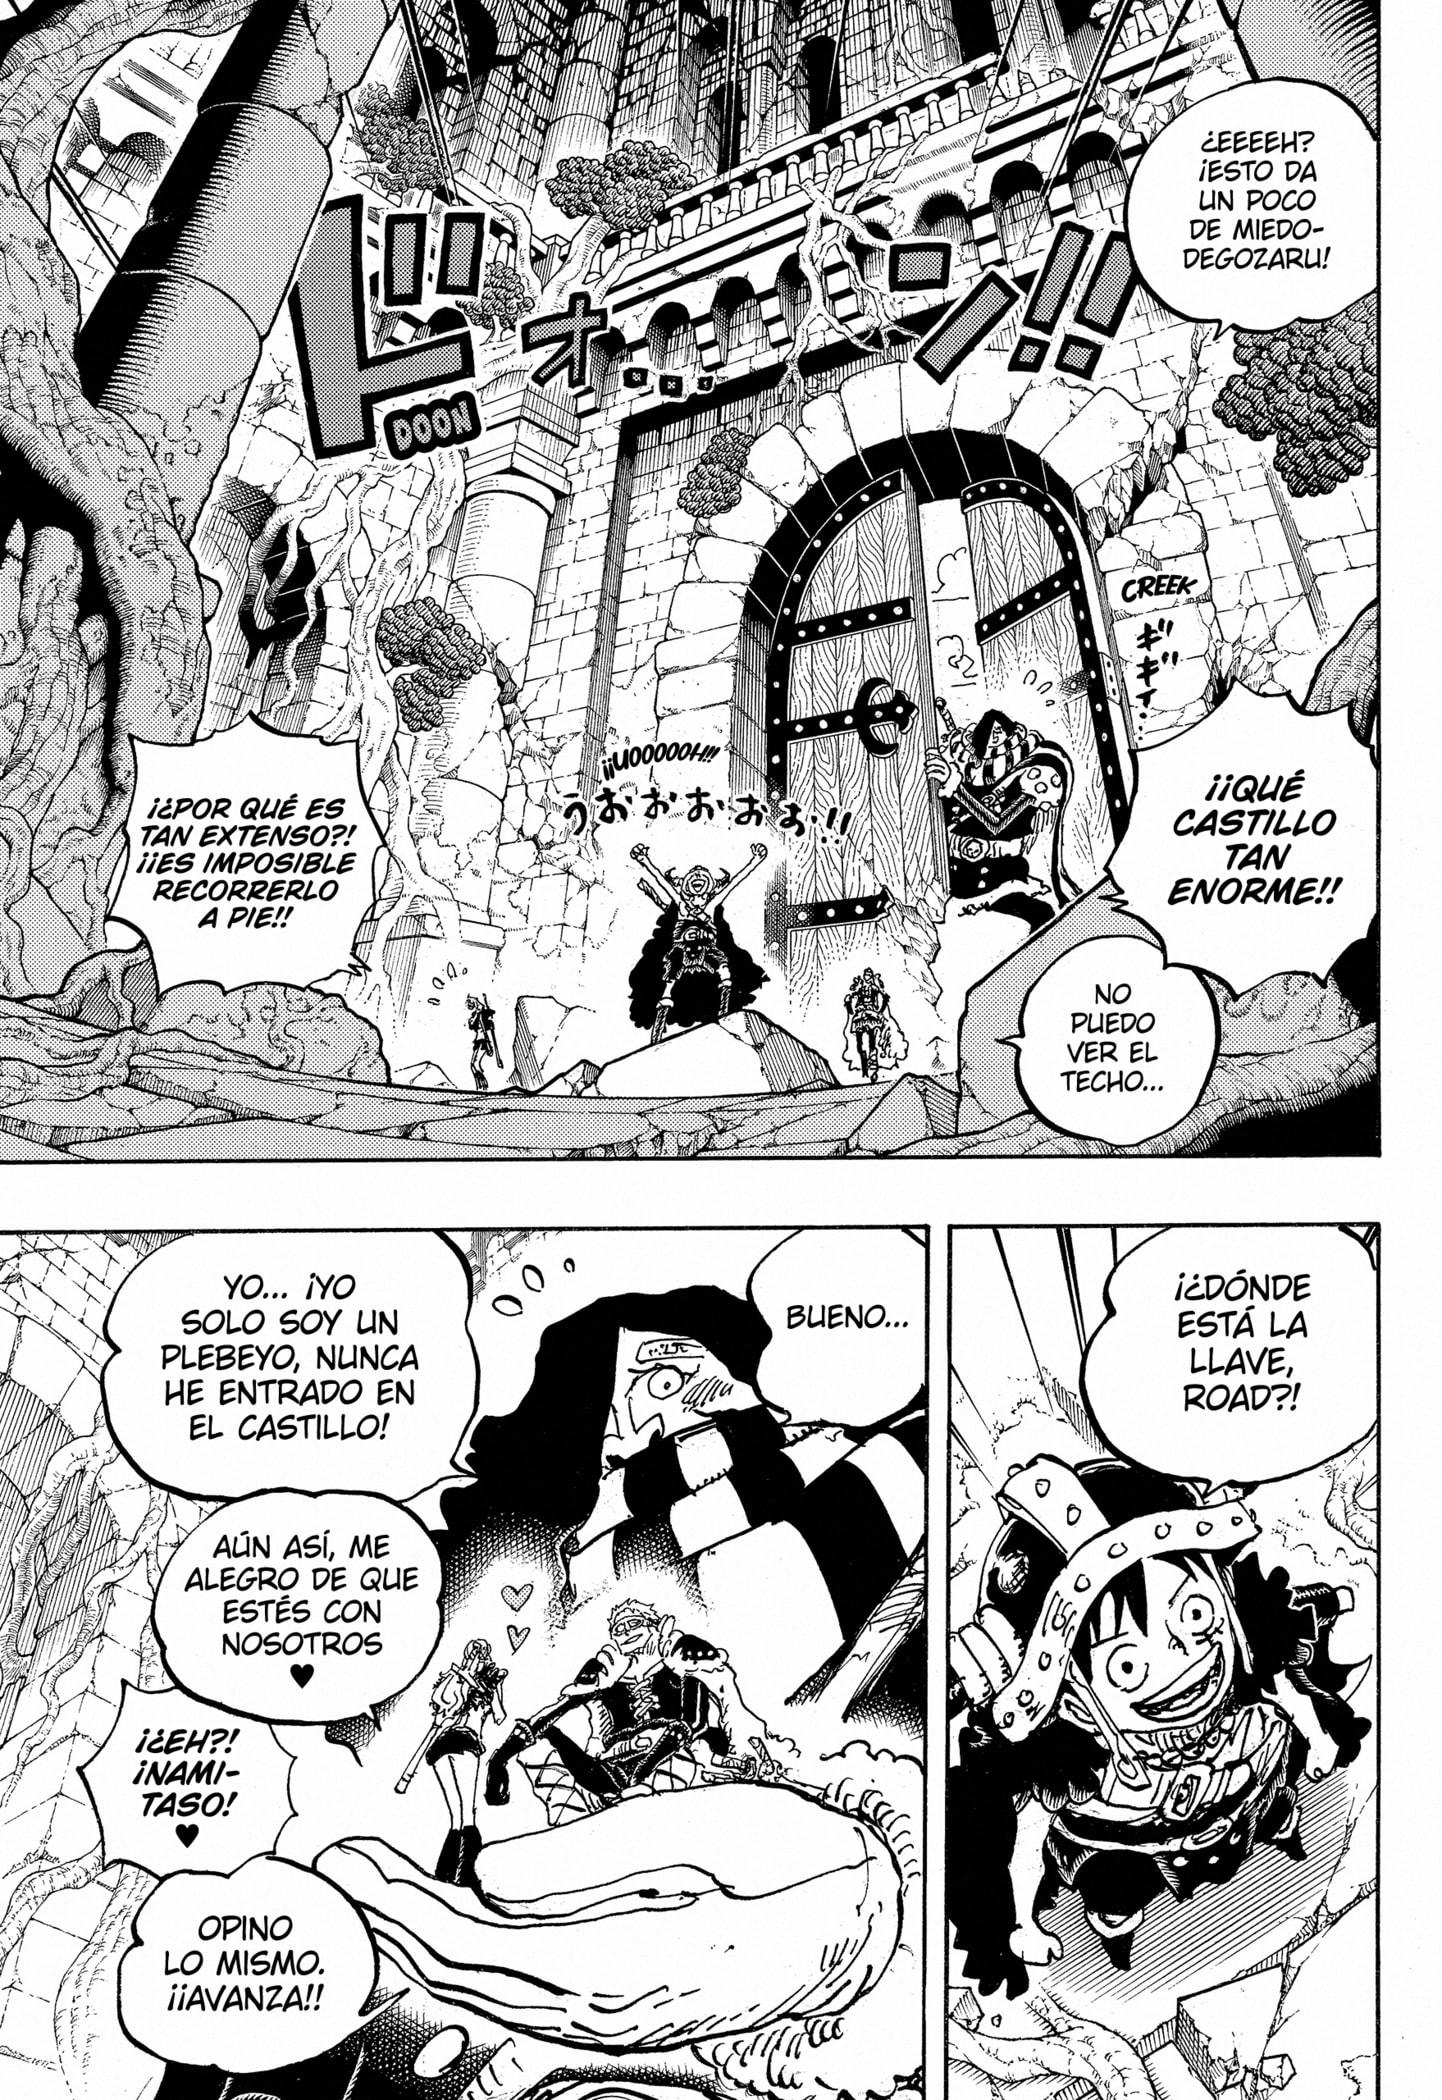 ¿EEEEH?
¡ESTO DA
UN POCO
DE MIEDO-
DEGOZARU!
ドォ...ン!!
DOON
CREEK
ギギィ...
¡¡QUÉ
CASTILLO
TAN
ENORME!!
¡¡UOOOOOH!!
うおおおおお!!
NO
PUEDO
VER EL
TECHO...
¡¿POR QUÉ ES
TAN EXTENSO?!
¡¡ES IMPOSIBLE
RECORRERLO
A PIE!!
¡¿DÓNDE
ESTÁ LA
LLAVE,
ROAD?!
BUENO...
YO... ¡YO
SOLO SOY UN
PLEBEYO, NUNCA
HE ENTRADO EN
EL CASTILLO!
AÚN ASÍ, ME
ALEGRO DE QUE
ESTÉS CON
NOSOTROS
♥
¡¿EH?!
¡NAMI-
TASO!
♥
OPINO
LO MISMO.
¡¡AVANZA!!